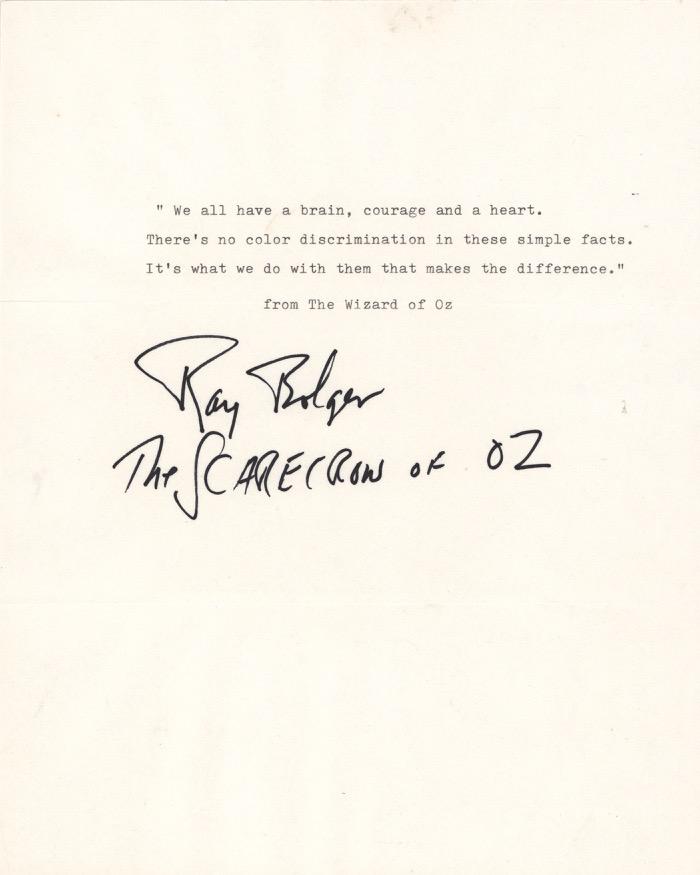 " We all have a brain, courage and a heart.
There's no color discrimination in these simple facts.
It's what we do with them that makes the difference."
from The Wizard of Oz
Ray Bolger
The SCARECROW OF OZ